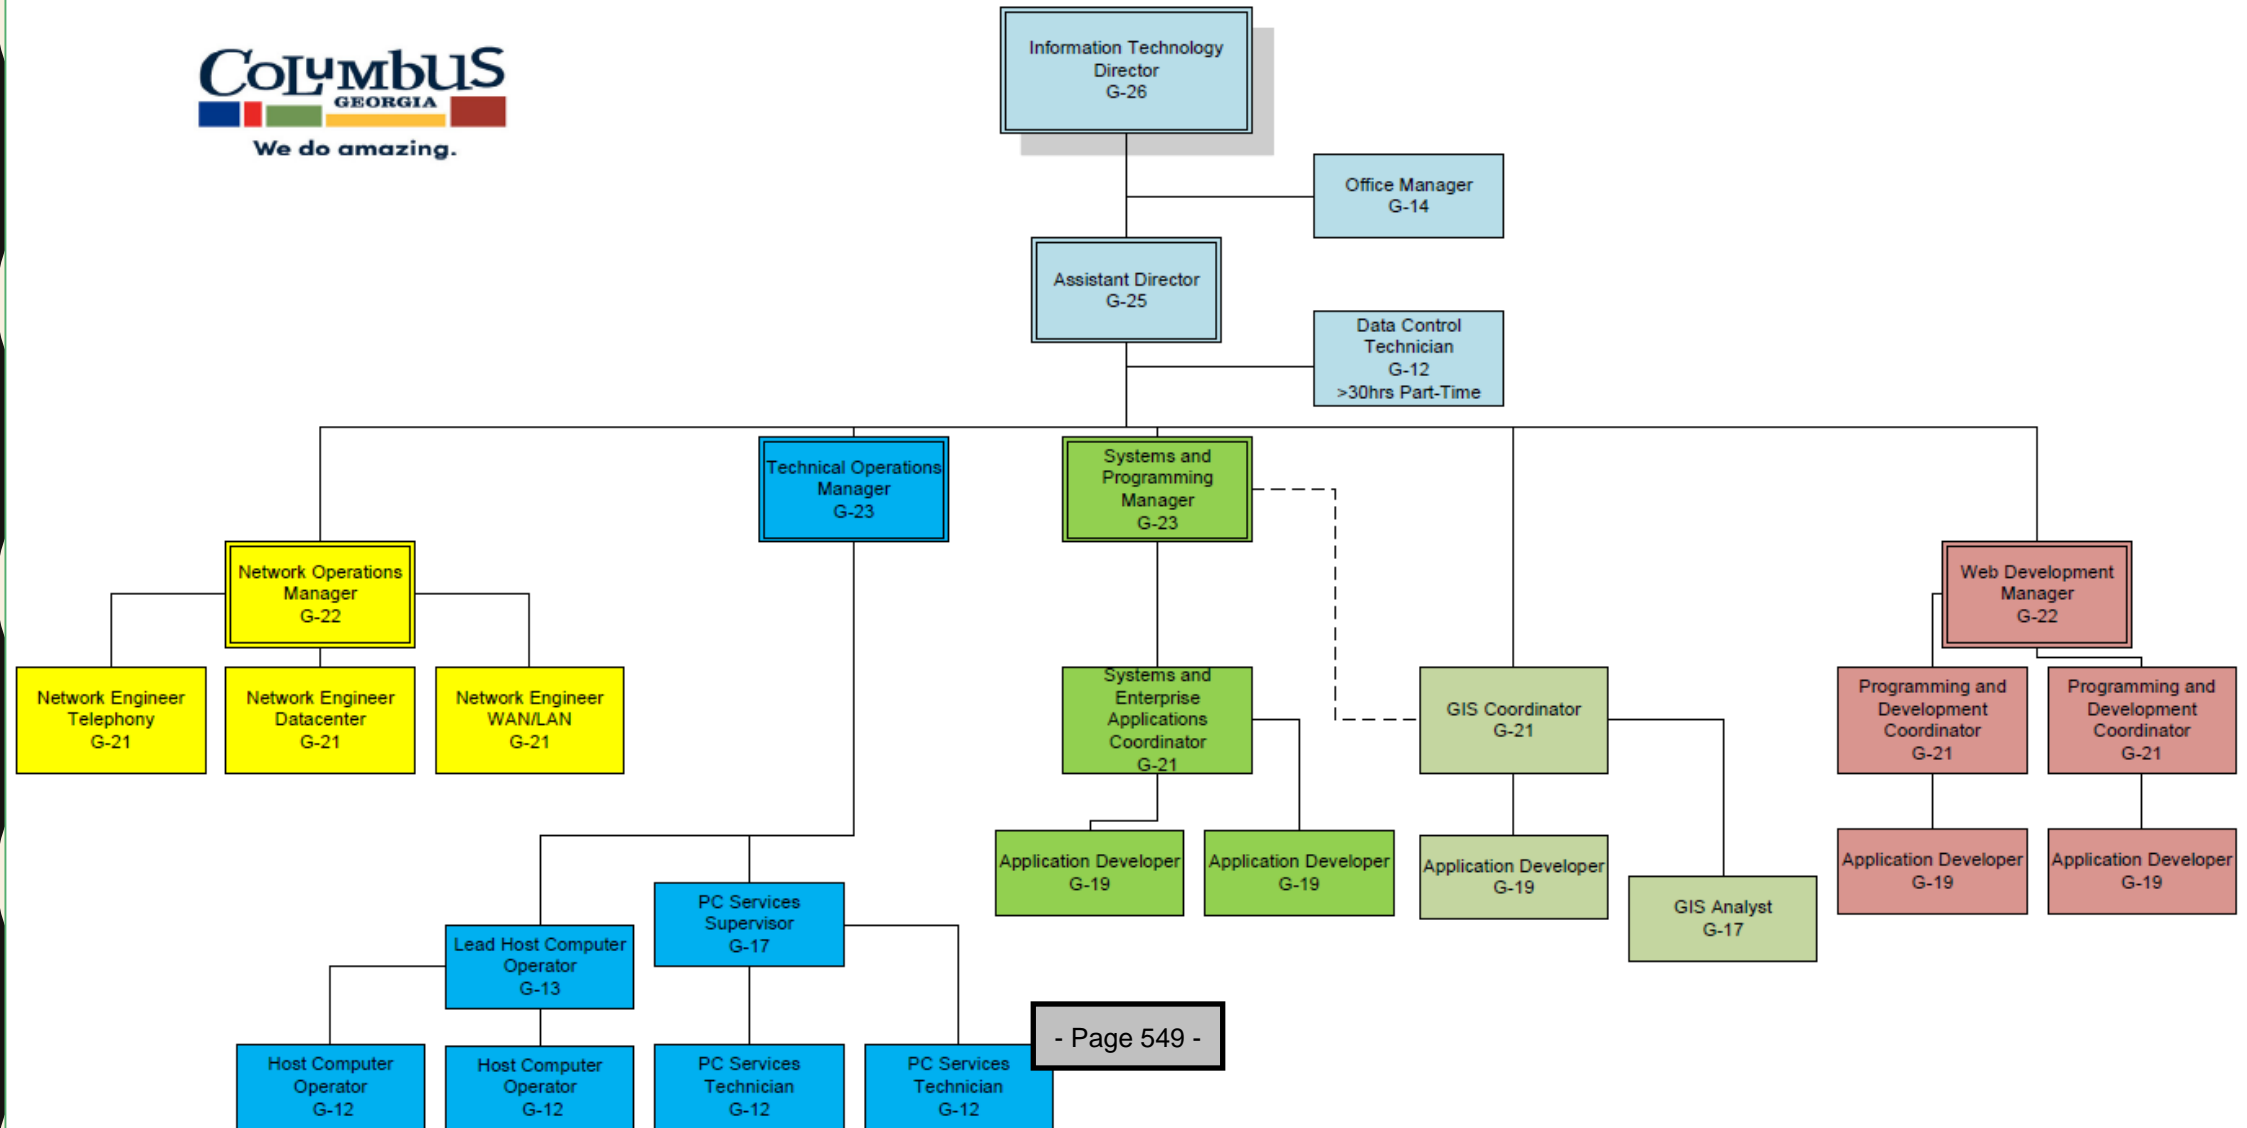 Columbus
GEORGIA
We do amazing.
Information Technology
Director
G-26
Office Manager
G-14
Assistant Director
G-25
Data Control
Technician
G-12
>30hrs Part-Time
Technical Operations
Manager
G-23
Systems and
Programming
Manager
G-23
Network Operations
Manager
G-22
Web Development
Manager
G-22
Network Engineer
Telephony
G-21
Network Engineer
Datacenter
G-21
Network Engineer
WAN/LAN
G-21
Systems and
Enterprise
Applications
Coordinator
G-21
GIS Coordinator
G-21
Programming and
Development
Coordinator
G-21
Programming and
Development
Coordinator
G-21
Application Developer
G-19
Application Developer
G-19
Application Developer
G-19
GIS Analyst
G-17
Application Developer
G-19
Application Developer
G-19
PC Services
Supervisor
G-17
Lead Host Computer
Operator
G-13
Host Computer
Operator
G-12
Host Computer
Operator
G-12
PC Services
Technician
G-12
PC Services
Technician
G-12
- Page 549 -